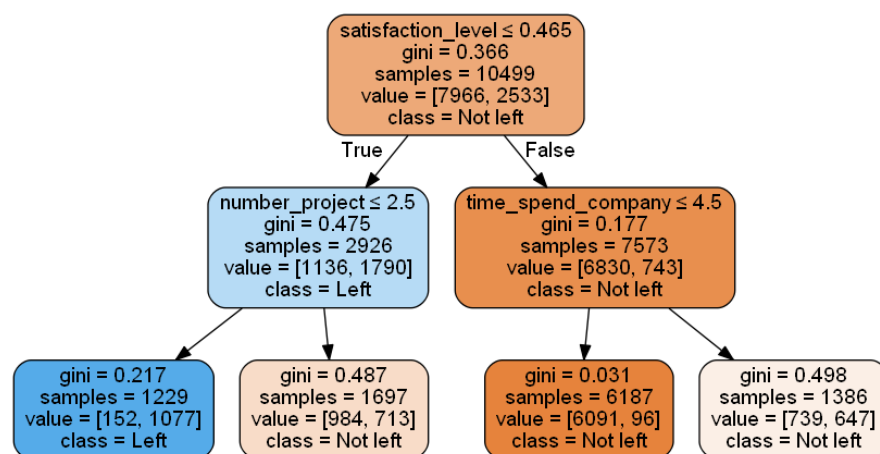 satisfaction_level ≤ 0.465
gini = 0.366
samples = 10499
value = [7966, 2533]
class = Not left
True
False
number_project ≤ 2.5
gini = 0.475
samples = 2926
value = [1136, 1790]
class = Left
time_spend_company ≤ 4.5
gini = 0.177
samples = 7573
value = [6830, 743]
class = Not left
gini = 0.217
samples = 1229
value = [152, 1077]
class = Left
gini = 0.487
samples = 1697
value = [984, 713]
class = Not left
gini = 0.031
samples = 6187
value = [6091, 96]
class = Not left
gini = 0.498
samples = 1386
value = [739, 647]
class = Not left